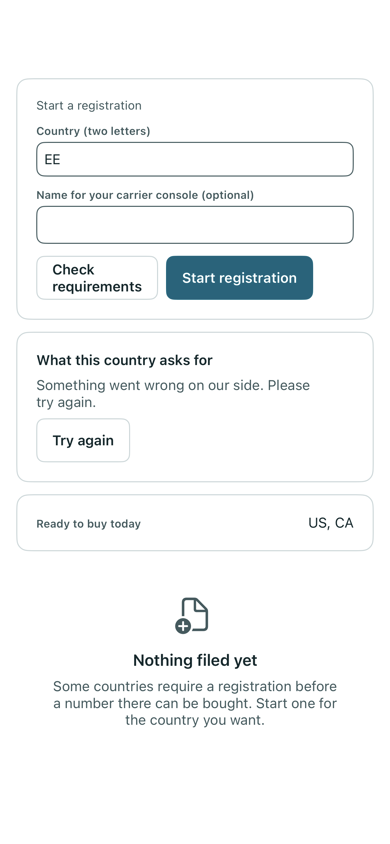 Start a registration
Country (two letters)
EE
Name for your carrier console (optional)
Check
requirements
Start registration
What this country asks for
Something went wrong on our side. Please
try again.
Try again
Ready to buy today
US, CA
Nothing filed yet
Some countries require a registration before
a number there can be bought. Start one for
the country you want.